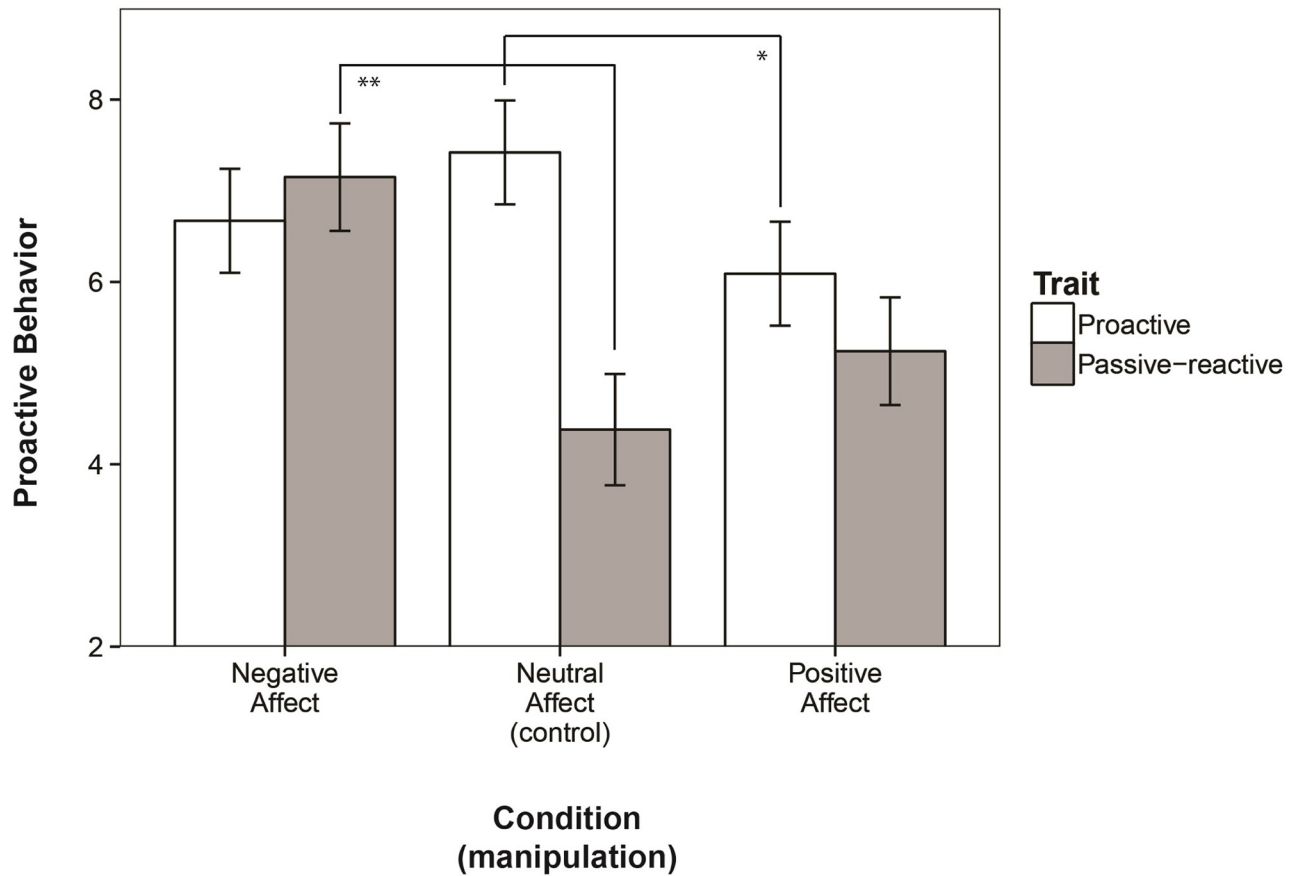 **
*
8
6
4
2
Proactive Behavior
Negative
Affect
Neutral
Affect
(control)
Positive
Affect
Condition
(manipulation)
Trait
Proactive
Passive−reactive